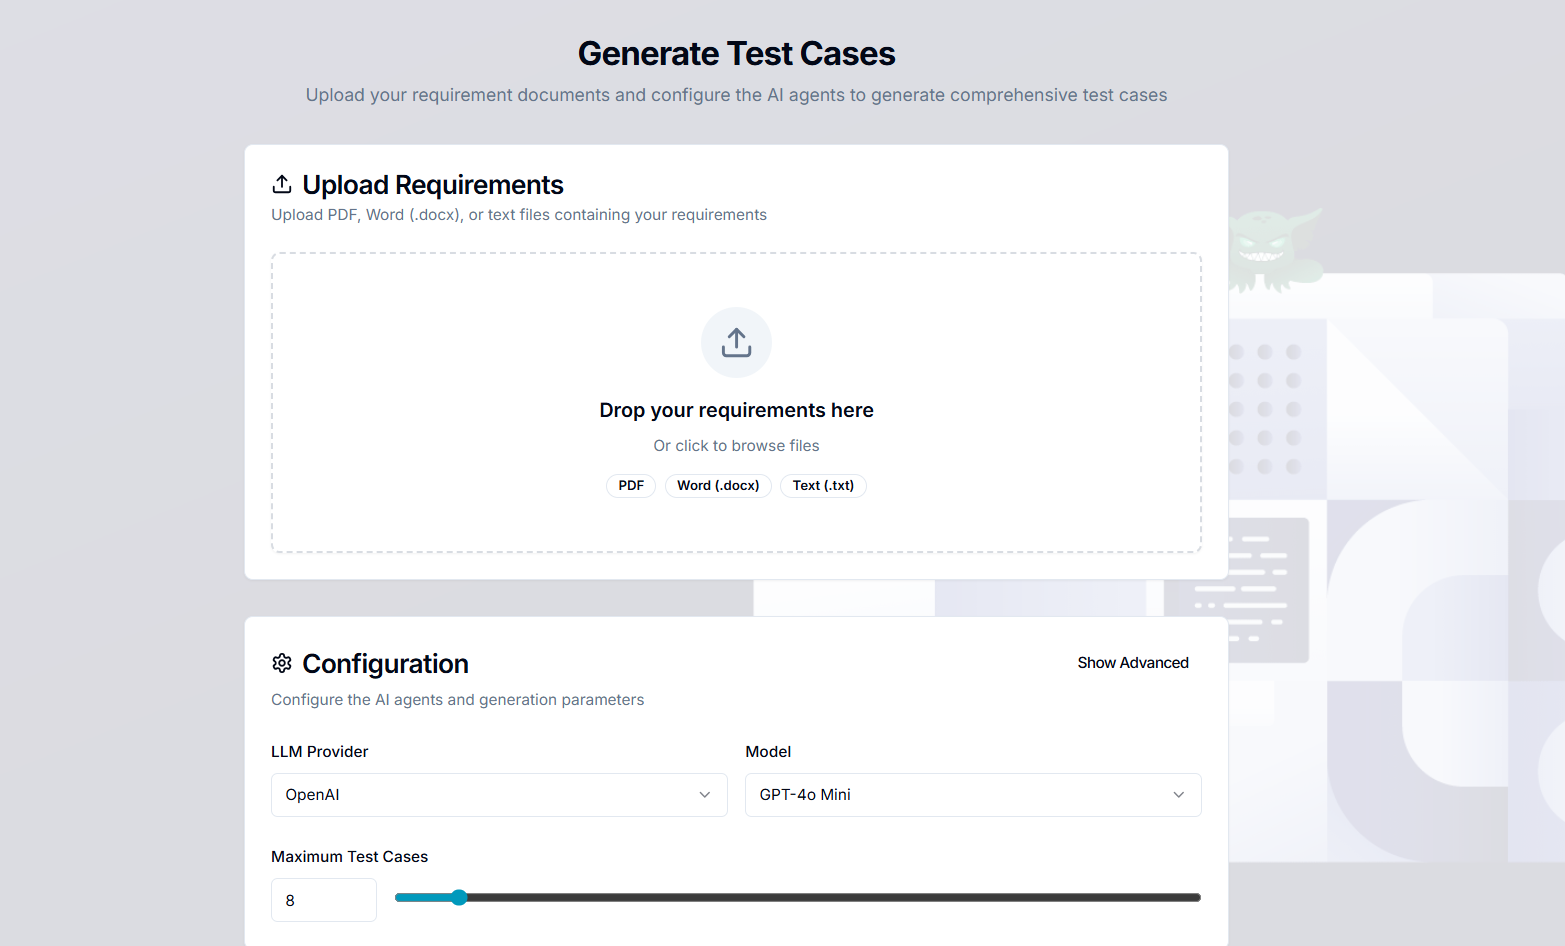 Generate Test Cases
Upload your requirement documents and configure the AI agents to generate comprehensive test cases
Upload Requirements
Upload PDF, Word (.docx), or text files containing your requirements
Drop your requirements here
Or click to browse files
PDF Word (.docx) Text (.txt)
Configuration
Show Advanced
Configure the AI agents and generation parameters
LLM Provider
Model
OpenAI
GPT-4o Mini
Maximum Test Cases
8